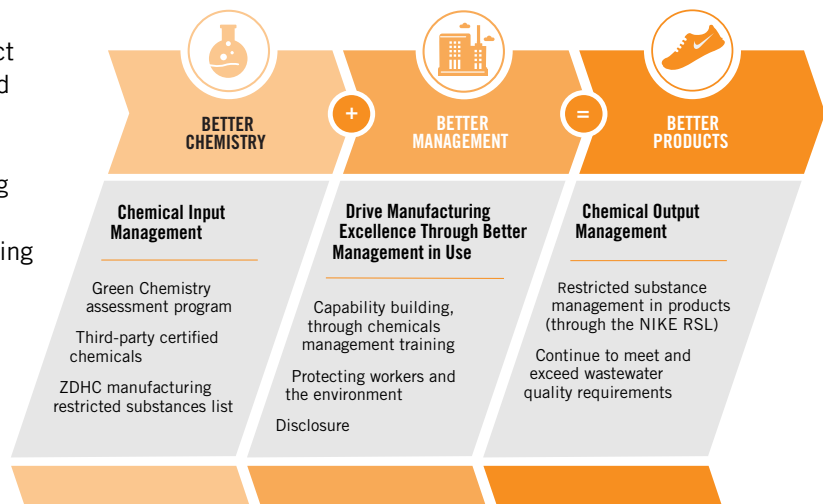 ct
d
g
ing
BETTER
CHEMISTRY
+
BETTER
MANAGEMENT
=
BETTER
PRODUCTS
Chemical Input
Management
Green Chemistry
assessment program
Third-party certified
chemicals
ZDHC manufacturing
restricted substances list
Drive Manufacturing
Excellence Through Better
Management in Use
Capability building,
through chemicals
management training
Protecting workers and
the environment
Disclosure
Chemical Output
Management
Restricted substance
management in products
(through the NIKE RSL)
Continue to meet and
exceed wastewater
quality requirements